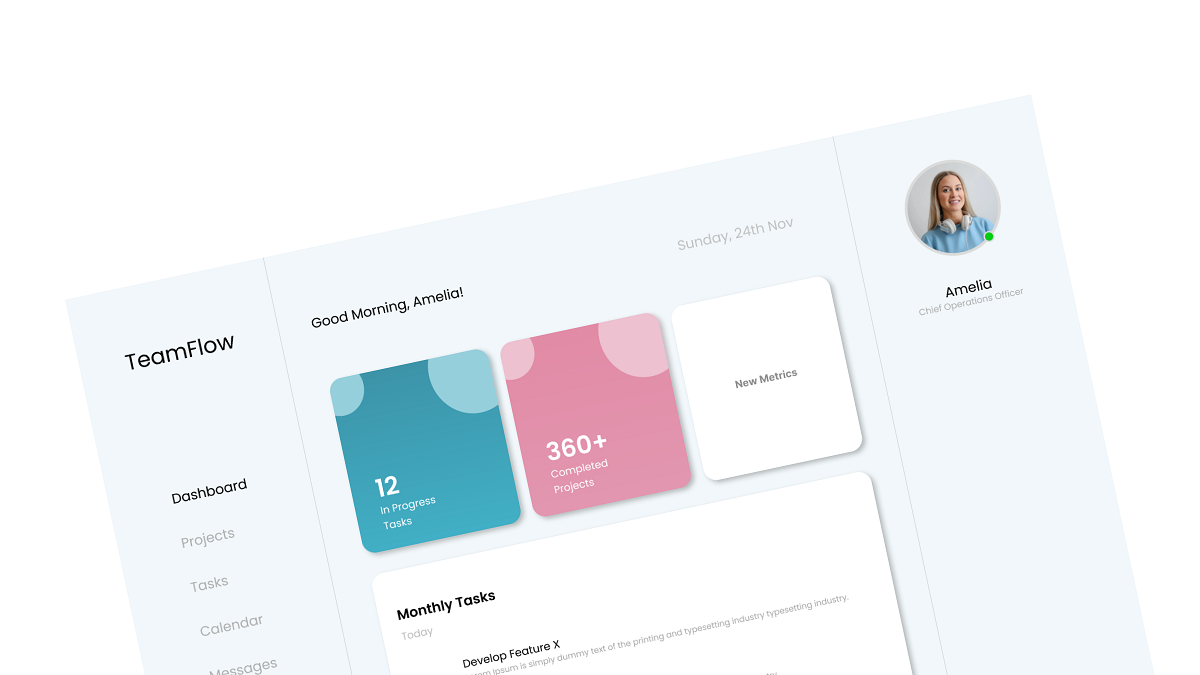 TeamFlow
Dashboard
Projects
Tasks
Calendar
Messages
Good Morning, Amelia!
Sunday, 24th Nov
12
In Progress
Tasks
360+
Completed
Projects
New Metrics
Monthly Tasks
Today
Develop Feature X
Lorem Ipsum is simply dummy text of the printing and typesetting industry typesetting industry.
Amelia
Chief Operations Officer